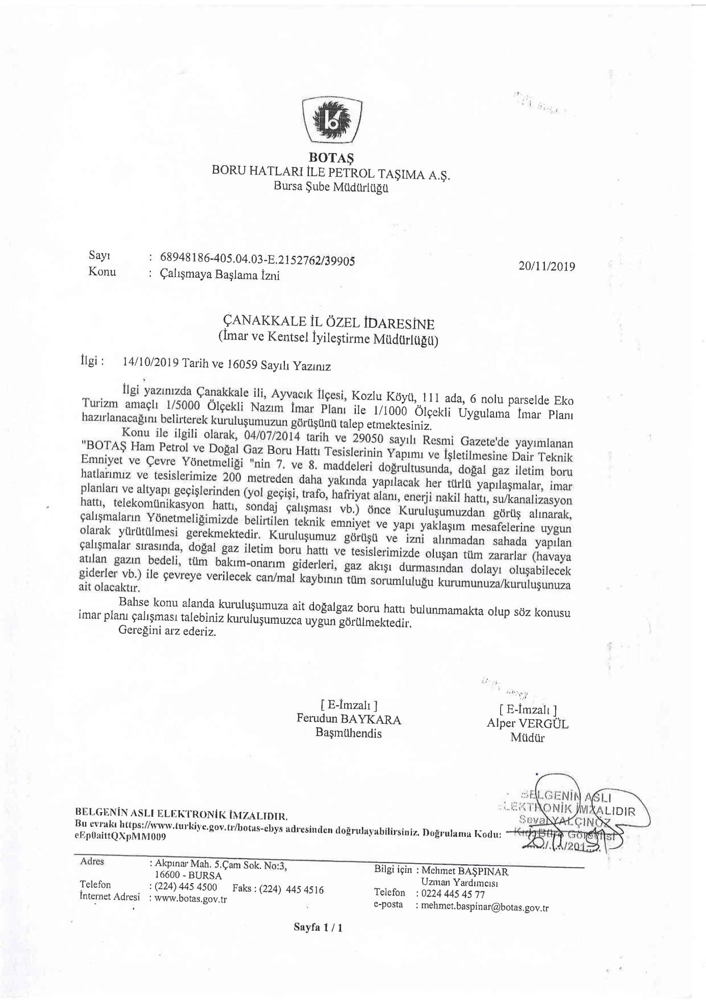 BOTAŞ
BORU HATLARI İLE PETROL TAŞIMA A.Ş.
Bursa Şube Müdürlüğü
Sayı : 68948186-405.04.03-E.2152762/39905 20/11/2019
Konu : Çalışmaya Başlama İzni
ÇANAKKALE İL ÖZEL İDARESİNE
(İmar ve Kentsel İyileştirme Müdürlüğü)
İlgi : 14/10/2019 Tarih ve 16059 Sayılı Yazınız
İlgi yazınızda Çanakkale ili, Ayvacık İlçesi, Kozlu Köyü, 111 ada, 6 nolu parselde Eko
Turizm amaçlı 1/5000 Ölçekli Nazım İmar Planı ile 1/1000 Ölçekli Uygulama İmar Planı
hazırlanacağını belirterek kuruluşumuzun görüşünü talep etmektesiniz.
Konu ile ilgili olarak, 04/07/2014 tarih ve 29050 sayılı Resmi Gazete'de yayımlanan
"BOTAŞ Ham Petrol ve Doğal Gaz Boru Hattı Tesislerinin Yapımı ve İşletilmesine Dair Teknik
Emniyet ve Çevre Yönetmeliği "nin 7. ve 8. maddeleri doğrultusunda, doğal gaz iletim boru
hatlarımız ve tesislerimize 200 metreden daha yakında yapılacak her türlü yapılaşmalar, imar
planları ve altyapı geçişlerinden (yol geçişi, trafo, hafriyat alanı, enerji nakil hattı, su/kanalizasyon
hattı, telekomünikasyon hattı, sondaj çalışması vb.) önce Kuruluşumuzdan görüş alınarak,
çalışmaların Yönetmeliğimizde belirtilen teknik emniyet ve yapı yaklaşım mesafelerine uygun
olarak yürütülmesi gerekmektedir. Kuruluşumuz görüşü ve izni alınmadan sahada yapılan
çalışmalar sırasında, doğal gaz iletim boru hattı ve tesislerimizde oluşan tüm zararlar (havaya
atılan gazın bedeli, tüm bakım-onarım giderleri, gaz akışı durmasından dolayı oluşabilecek
giderler vb.) ile çevreye verilecek can/mal kaybının tüm sorumluluğu kurumunuza/kuruluşunuza
ait olacaktır.
Bahse konu alanda kuruluşumuza ait doğalgaz boru hattı bulunmamakta olup söz konusu
imar planı çalışması talebiniz kuruluşumuzca uygun görülmektedir.
Gereğini arz ederiz.
[ E-İmzalı ] [ E-İmzalı ]
Ferudun BAYKARA Alper VERGÜL
Başmühendis Müdür
BELGENİN ASLI
ELEKTRONİK İMZALIDIR
Seval YALÇINÖZ
BELGENİN ASLI ELEKTRONİK İMZALIDIR.
Bu evrakı https://www.turkiye.gov.tr/botas-ebys adresinden doğrulayabilirsiniz. Doğrulama Kodu:
eEp0aittQXpMM009
Adres : Akpınar Mah. 5.Çam Sok. No:3, Bilgi için : Mehmet BAŞPINAR
16600 - BURSA Uzman Yardımcısı
Telefon : (224) 445 4500 Faks : (224) 445 4516 Telefon : 0224 445 45 77
İnternet Adresi : www.botas.gov.tr e-posta : mehmet.baspinar@botas.gov.tr
Sayfa 1 / 1